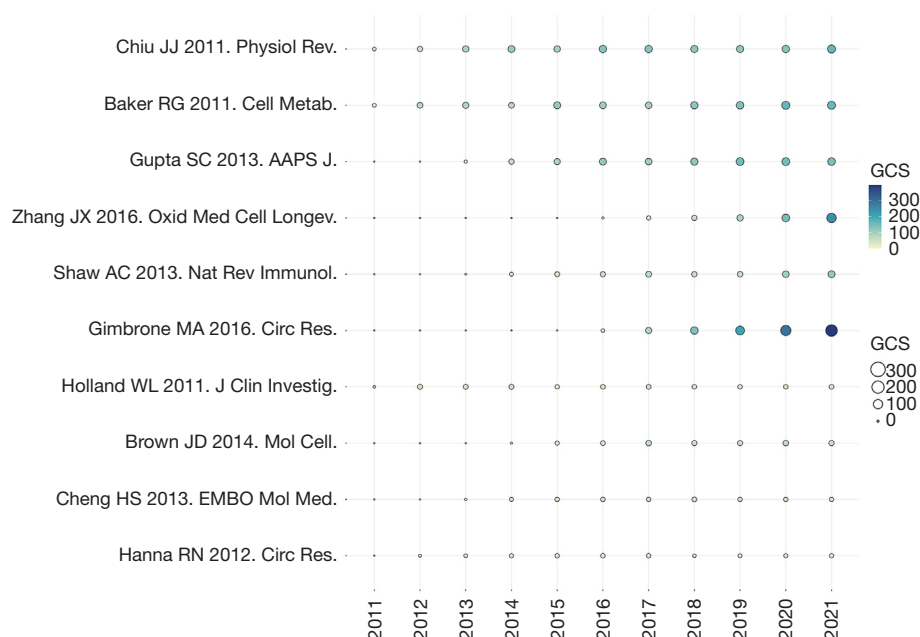 Chiu JJ 2011. Physiol Rev.
Baker RG 2011. Cell Metab.
Gupta SC 2013. AAPS J.
Zhang JX 2016. Oxid Med Cell Longev.
Shaw AC 2013. Nat Rev Immunol.
Gimbrone MA 2016. Circ Res.
Holland WL 2011. J Clin Investig.
Brown JD 2014. Mol Cell.
Cheng HS 2013. EMBO Mol Med.
Hanna RN 2012. Circ Res.
2011
2012
2013
2014
2015
2016
2017
2018
2019
2020
2021
GCS
300
200
100
0
GCS
300
200
100
0